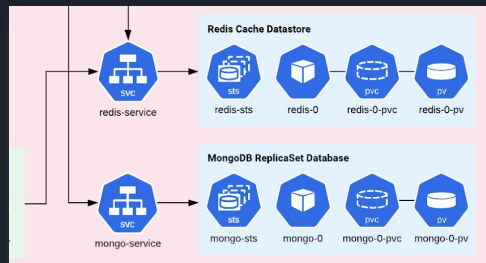 Redis Cache Datastore
svc
sts
pvc
pv
redis-service
redis-sts
redis-0
redis-0-pvc
redis-0-pv
MongoDB ReplicaSet Database
svc
sts
pvc
pv
mongo-service
mongo-sts
mongo-0
mongo-0-pvc
mongo-0-pv